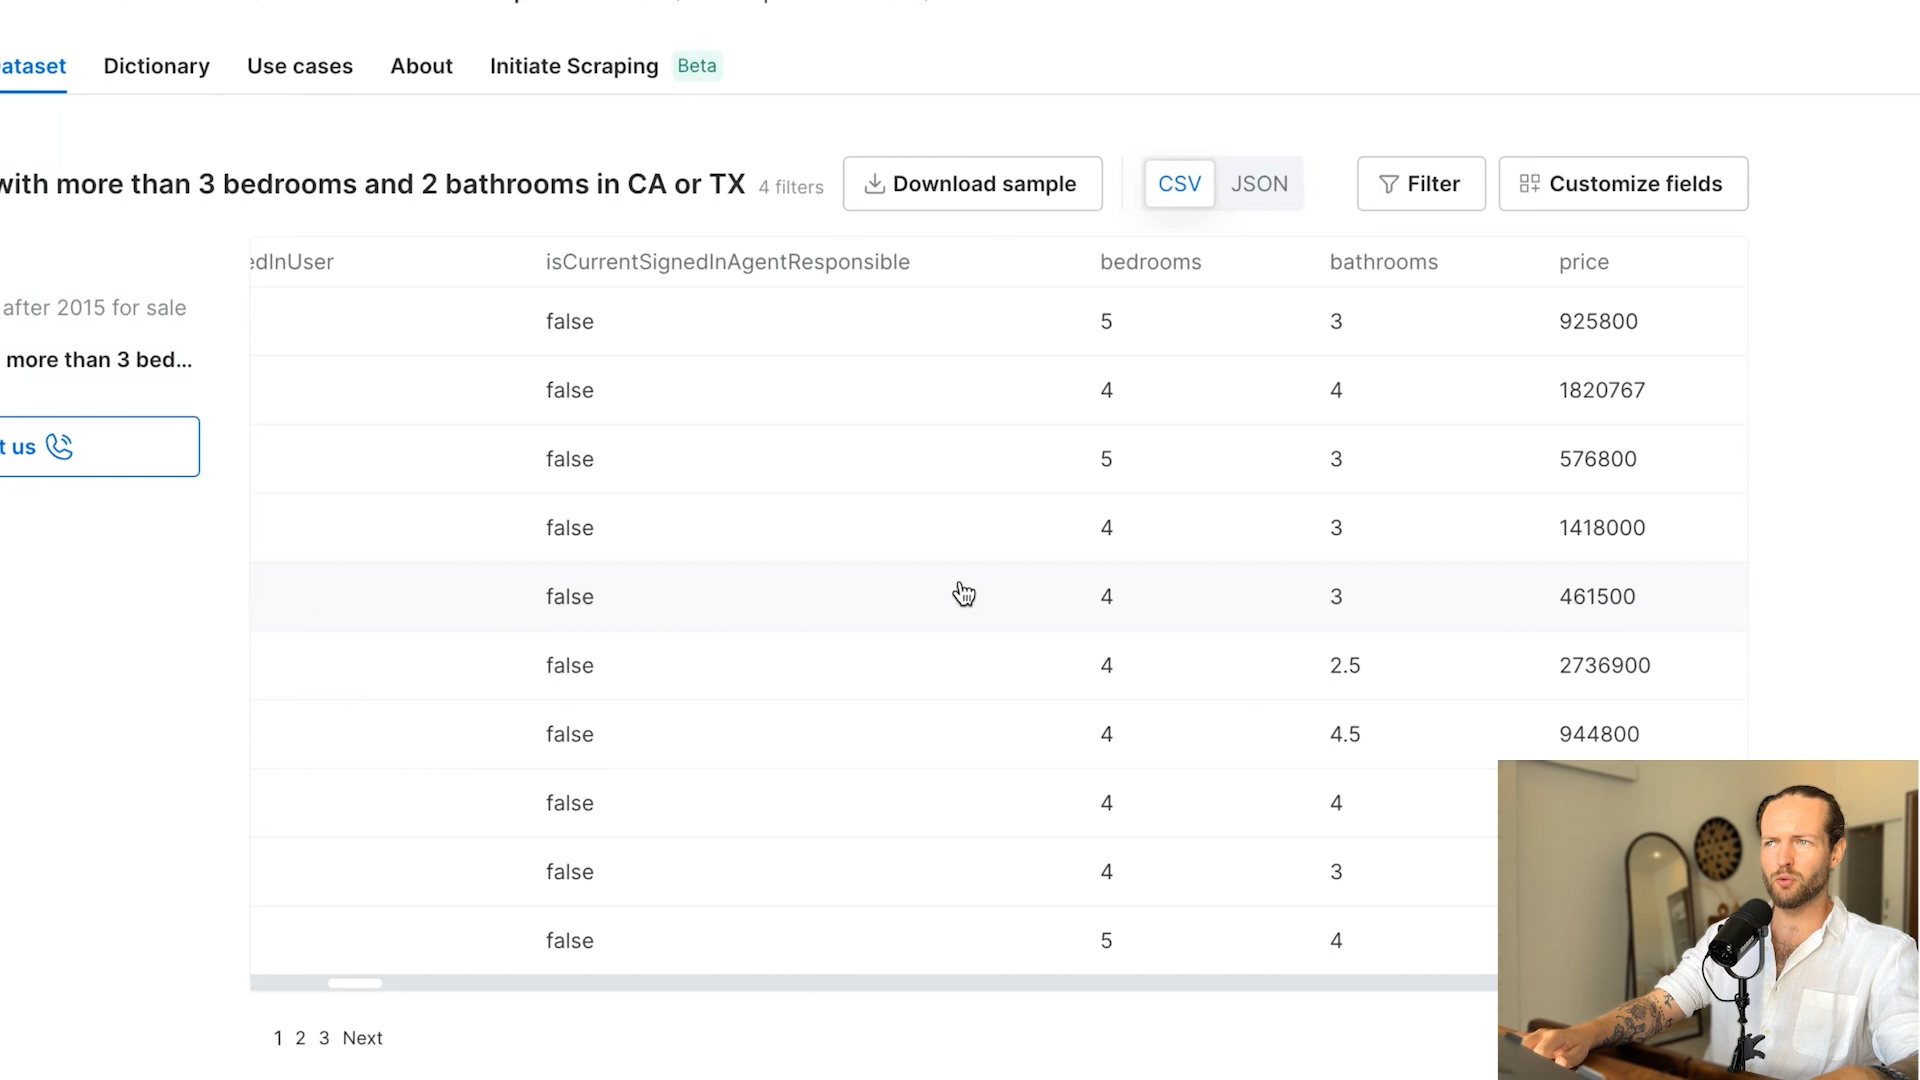 ataset Dictionary Use cases About Initiate Scraping Beta
with more than 3 bedrooms and 2 bathrooms in CA or TX 4 filters Download sample CSV JSON Filter Customize fields
after 2015 for sale
more than 3 bed...
t us
edInUser isCurrentSignedInAgentResponsible bedrooms bathrooms price
false 5 3 925800
false 4 4 1820767
false 5 3 576800
false 4 3 1418000
false 4 3 461500
false 4 2.5 2736900
false 4 4.5 944800
false 4 4
false 4 3
false 5 4
1 2 3 Next